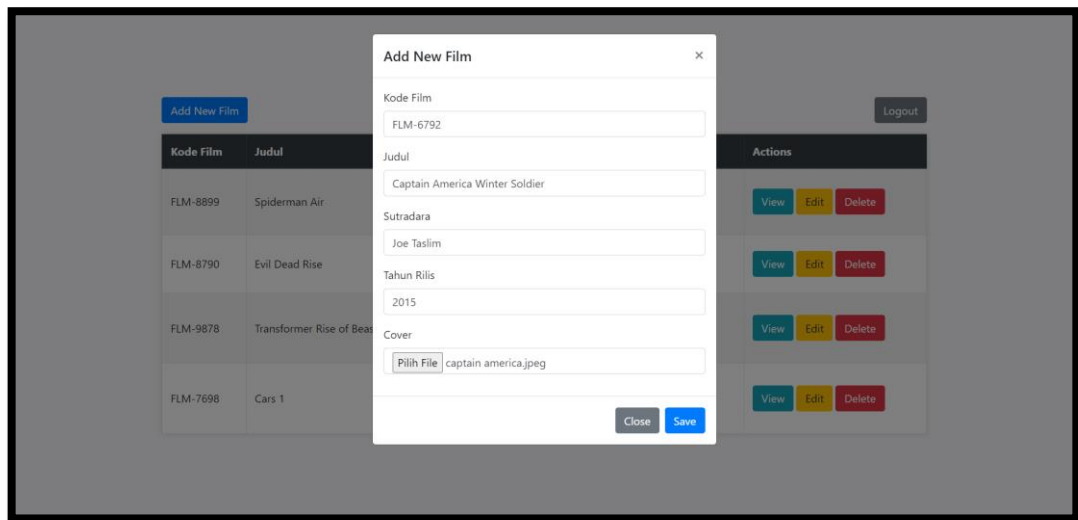 Add New Film ×
Kode Film
FLM-6792
Judul
Captain America Winter Soldier
Sutradara
Joe Taslim
Tahun Rilis
2015
Cover
Pilih File captain america.jpeg
Close Save
Add New Film Logout
Kode Film Judul Actions
FLM-8899 Spiderman Air View Edit Delete
FLM-8790 Evil Dead Rise View Edit Delete
FLM-9878 Transformer Rise of Beas View Edit Delete
FLM-7698 Cars 1 View Edit Delete